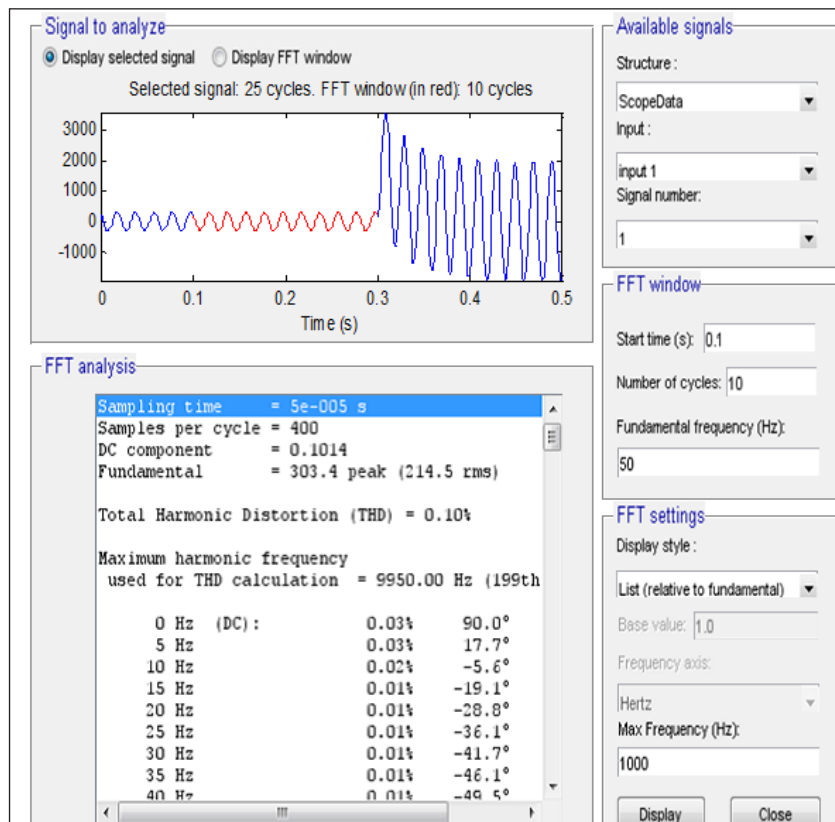 Signal to analyze
Display selected signal Display FFT window
Selected signal: 25 cycles. FFT window (in red): 10 cycles
3000
2000
1000
0
-1000
0 0.1 0.2 0.3 0.4 0.5
Time (s)
FFT analysis
Sampling time = 5e-005 s
Samples per cycle = 400
DC component = 0.1014
Fundamental = 303.4 peak (214.5 rms)
Total Harmonic Distortion (THD) = 0.10%
Maximum harmonic frequency
used for THD calculation = 9950.00 Hz (199th
0 Hz (DC): 0.03% 90.0°
5 Hz 0.03% 17.7°
10 Hz 0.02% -5.6°
15 Hz 0.01% -19.1°
20 Hz 0.01% -28.8°
25 Hz 0.01% -36.1°
30 Hz 0.01% -41.7°
35 Hz 0.01% -46.1°
40 Hz 0.01% -49.5°
Available signals
Structure :
ScopeData
Input :
input 1
Signal number:
1
FFT window
Start time (s): 0.1
Number of cycles: 10
Fundamental frequency (Hz):
50
FFT settings
Display style :
List (relative to fundamental)
Base value: 1.0
Frequency axis:
Hertz
Max Frequency (Hz):
1000
Display Close